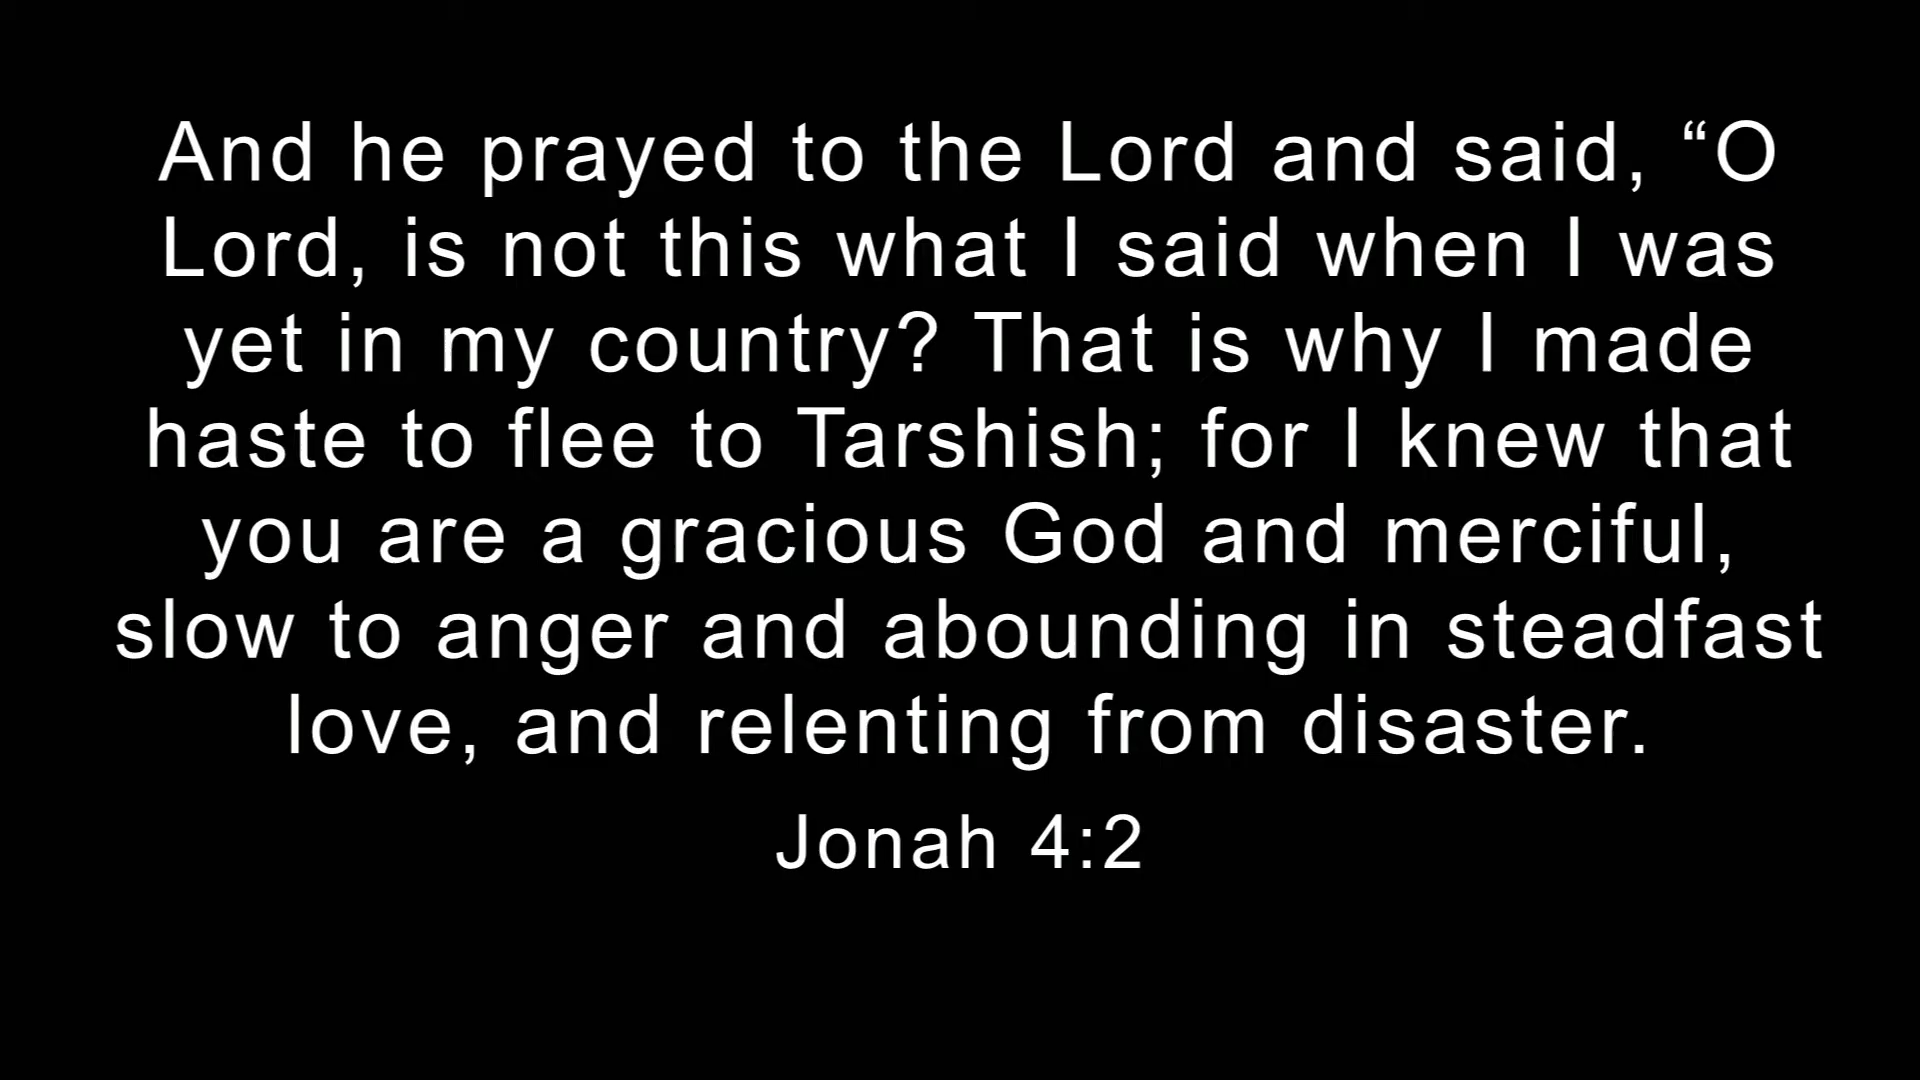 And he prayed to the Lord and said, “O
Lord, is not this what I said when I was
yet in my country? That is why I made
haste to flee to Tarshish; for I knew that
you are a gracious God and merciful,
slow to anger and abounding in steadfast
love, and relenting from disaster.
Jonah 4:2